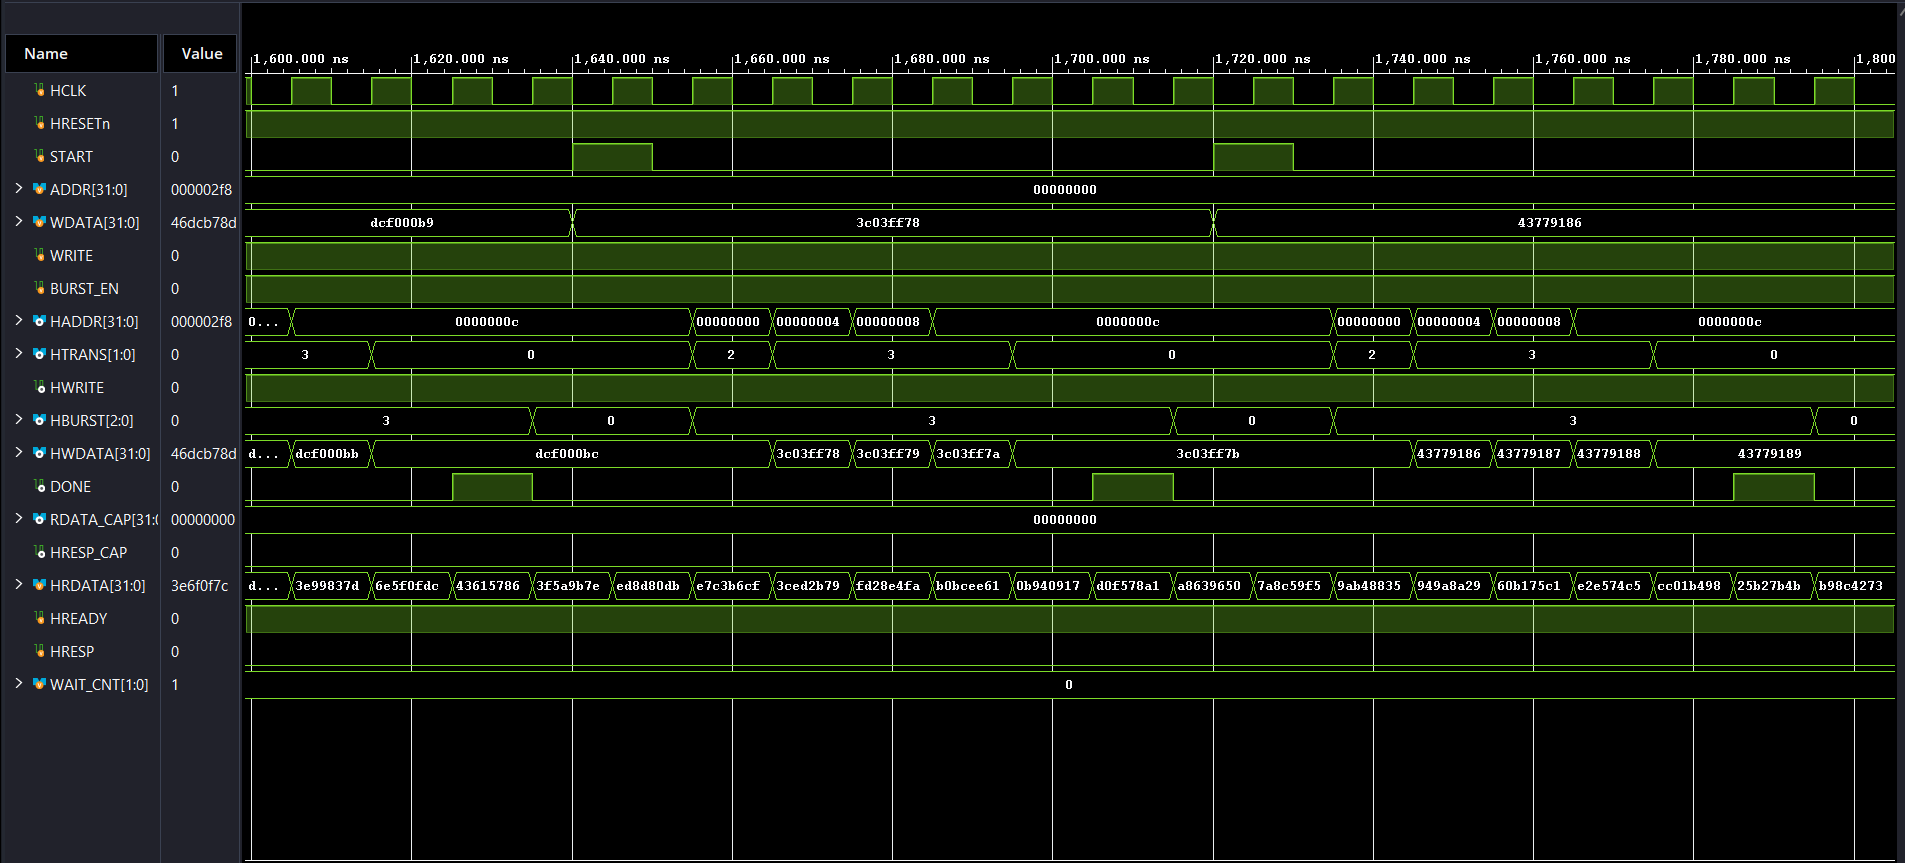 Name Value
1,600.000 ns 1,620.000 ns 1,640.000 ns 1,660.000 ns 1,680.000 ns 1,700.000 ns 1,720.000 ns 1,740.000 ns 1,760.000 ns 1,780.000 ns 1,800
HCLK 1
HRESETn 1
START 0
ADDR[31:0] 000002f8 00000000
WDATA[31:0] 46dcb78d dcf000b9 3c03ff78 43779186
WRITE 0
BURST_EN 0
HADDR[31:0] 000002f8 0... 0000000c 00000000 00000004 00000008 0000000c 00000000 00000004 00000008 0000000c
HTRANS[1:0] 0 3 0 2 3 0 2 3 0
HWRITE 0
HBURST[2:0] 0 3 0 3 0 3 0
HWDATA[31:0] 46dcb78d d... dcf000bb dcf000bc 3c03ff78 3c03ff79 3c03ff7a 3c03ff7b 43779186 43779187 43779188 43779189
DONE 0
RDATA_CAP[31:0 00000000 00000000
HRESP_CAP 0
HRDATA[31:0] 3e6f0f7c d... 3e99837d 6e5f0fdc 43615786 3f5a9b7e ed8d80db e7c3b6cf 3ced2b79 fd28e4fa b0bcee61 0b940917 d0f578a1 a8639650 7a8c59f5 9ab48835 949a8a29 60b175c1 e2e574c5 cc01b498 25b27b4b b98c4273
HREADY 0
HRESP 0
WAIT_CNT[1:0] 1 0